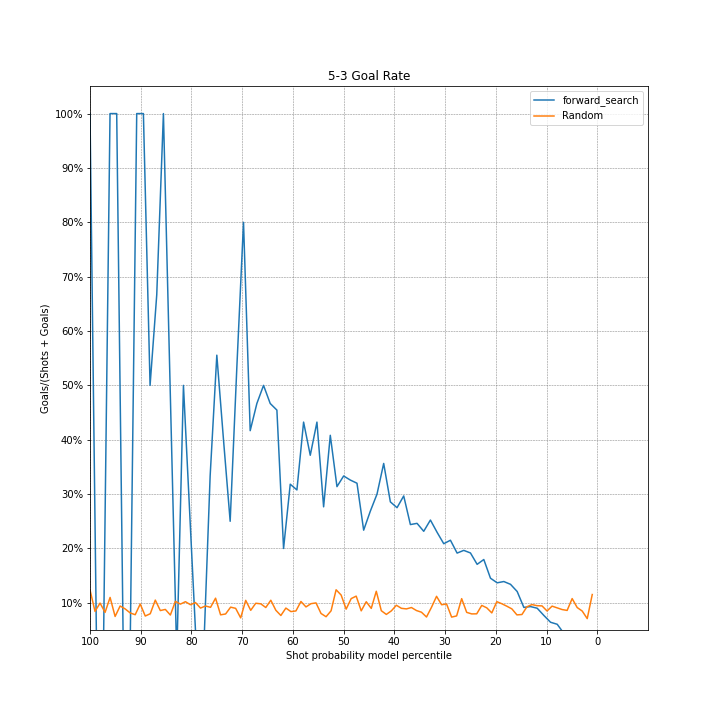 5-3 Goal Rate
forward_search
Random
Goals/(Shots + Goals)
100%
90%
80%
70%
60%
50%
40%
30%
20%
10%
100 90 80 70 60 50 40 30 20 10 0
Shot probability model percentile